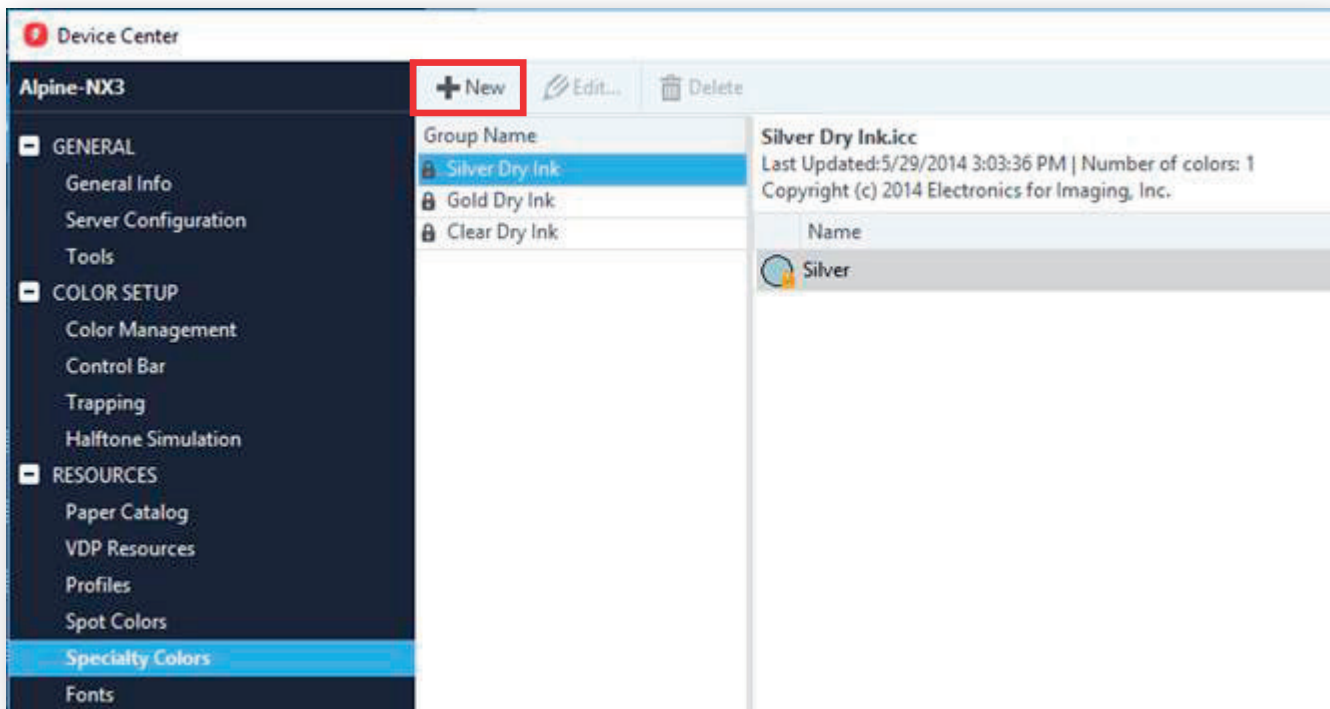 Device Center
Alpine-NX3
New Edit... Delete
GENERAL
General Info
Server Configuration
Tools
COLOR SETUP
Color Management
Control Bar
Trapping
Halftone Simulation
RESOURCES
Paper Catalog
VDP Resources
Profiles
Spot Colors
Specialty Colors
Fonts
Group Name
Silver Dry Ink
Gold Dry Ink
Clear Dry Ink
Silver Dry Ink.icc
Last Updated:5/29/2014 3:03:36 PM | Number of colors: 1
Copyright (c) 2014 Electronics for Imaging, Inc.
Name
Silver